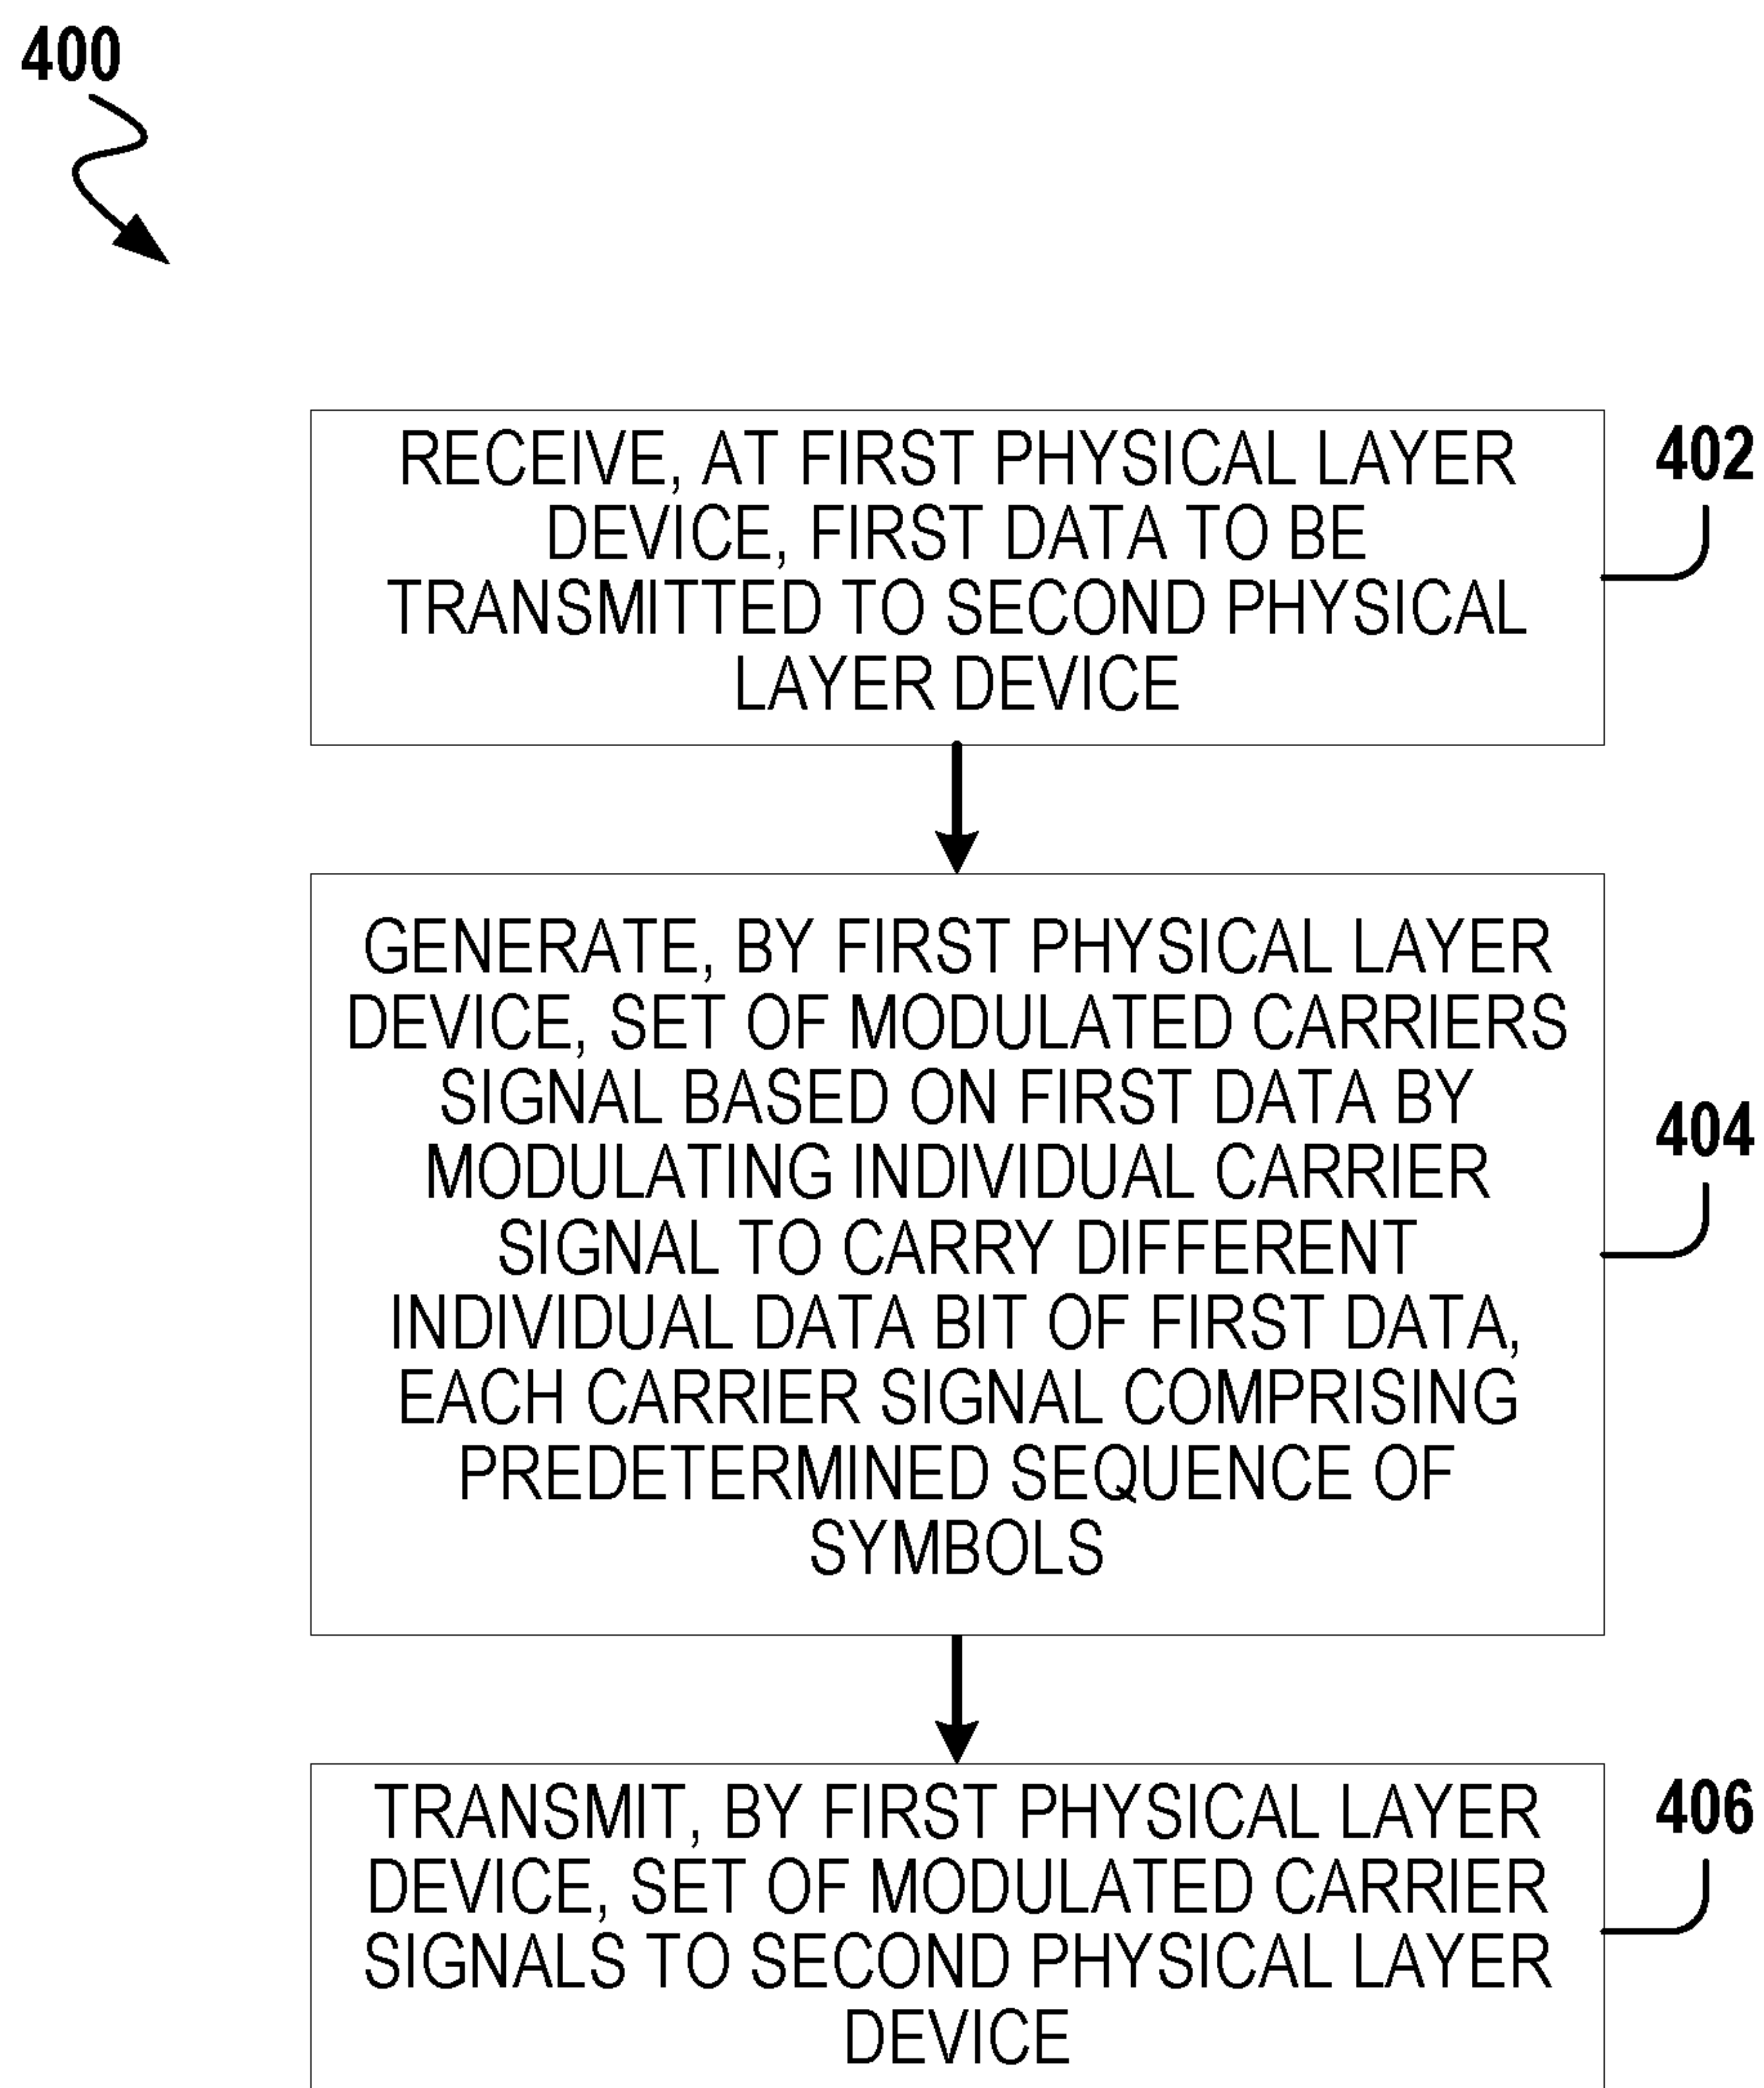 400
RECEIVE, AT FIRST PHYSICAL LAYER
DEVICE, FIRST DATA TO BE
TRANSMITTED TO SECOND PHYSICAL
LAYER DEVICE
402
GENERATE, BY FIRST PHYSICAL LAYER
DEVICE, SET OF MODULATED CARRIERS
SIGNAL BASED ON FIRST DATA BY
MODULATING INDIVIDUAL CARRIER
SIGNAL TO CARRY DIFFERENT
INDIVIDUAL DATA BIT OF FIRST DATA,
EACH CARRIER SIGNAL COMPRISING
PREDETERMINED SEQUENCE OF
SYMBOLS
404
TRANSMIT, BY FIRST PHYSICAL LAYER
DEVICE, SET OF MODULATED CARRIER
SIGNALS TO SECOND PHYSICAL LAYER
DEVICE
406